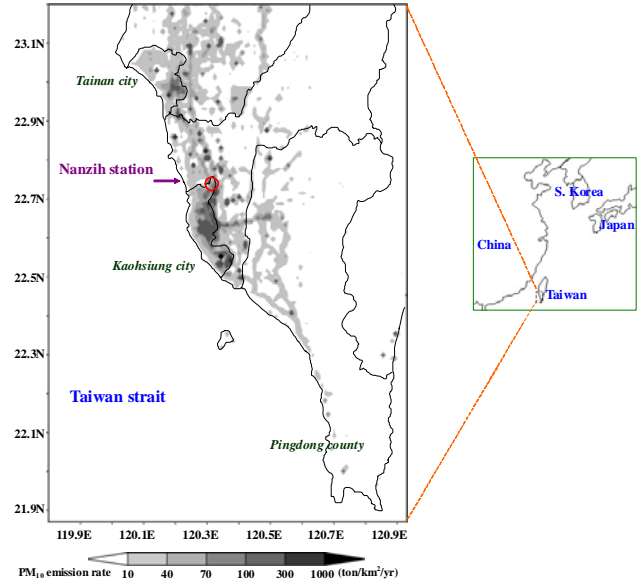 23.1N
Tainan city
22.9N
Nanzih station
22.7N
Kaohsiung city
22.5N
22.3N
Taiwan strait
22.1N
Pingdong county
21.9N
119.9E 120.1E 120.3E 120.5E 120.7E 120.9E
PM10 emission rate 10 40 70 100 300 1000 (ton/km²/yr)
S. Korea
Japan
China
Taiwan